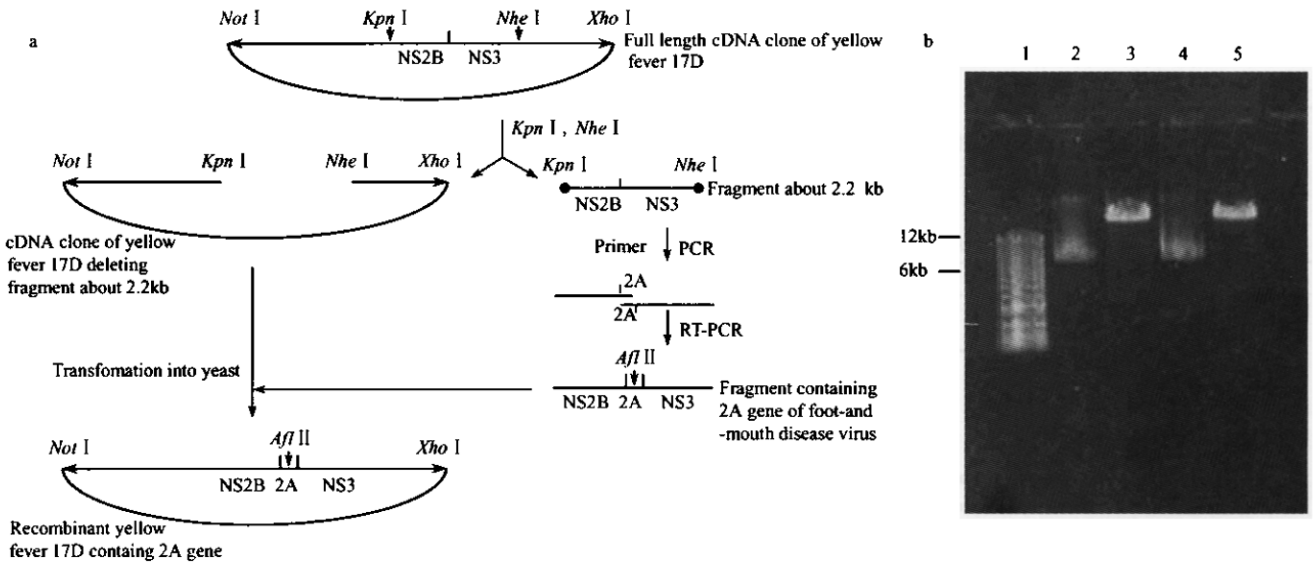 a
Not I Kpn I Nhe I Xho I
NS2B NS3
Full length cDNA clone of yellow
fever 17D
Kpn I , Nhe I
Not I Kpn I Nhe I Xho I
cDNA clone of yellow
fever 17D deleting
fragment about 2.2kb
Kpn I Nhe I
NS2B NS3
Fragment about 2.2 kb
Primer PCR
2A
2A
RT-PCR
Afl II
NS2B 2A NS3
Fragment containing
2A gene of foot-and
-mouth disease virus
Transfomation into yeast
Not I Afl II Xho I
NS2B 2A NS3
Recombinant yellow
fever 17D containg 2A gene
b
1 2 3 4 5
12kb
6kb